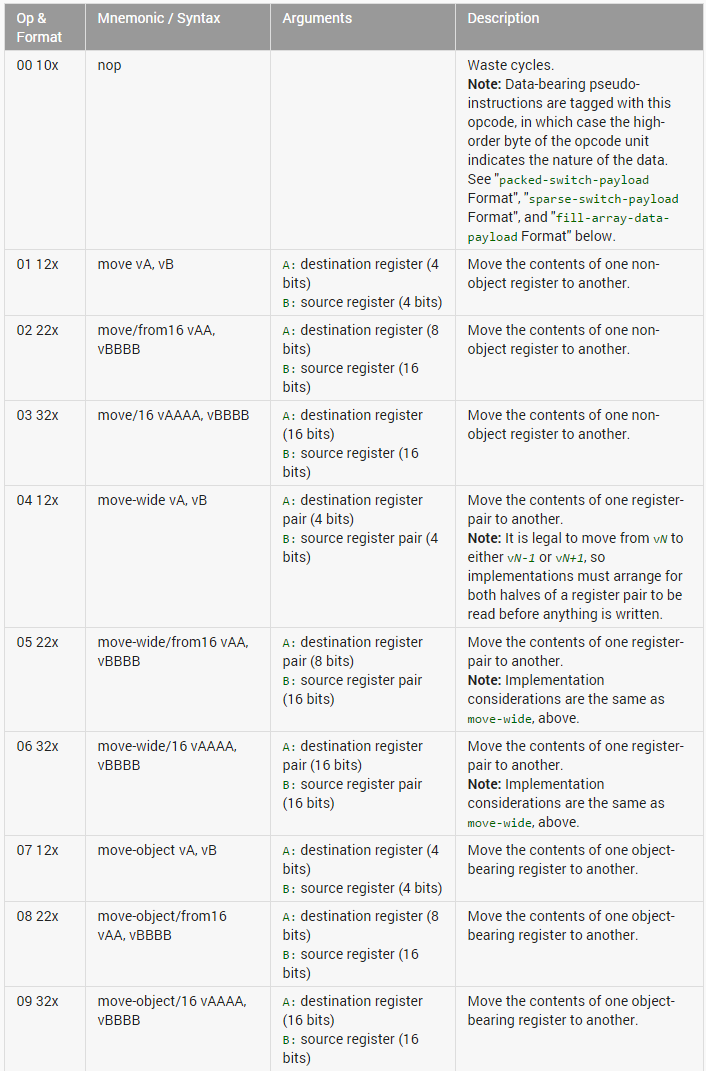 Op & Format
Mnemonic / Syntax
Arguments
Description
00 10x
nop
Waste cycles.
Note: Data-bearing pseudo-
instructions are tagged with this
opcode, in which case the high-
order byte of the opcode unit
indicates the nature of the data.
See "packed-switch-payload
Format", "sparse-switch-payload
Format", and "fill-array-data-
payload Format" below.
01 12x
move vA, vB
A: destination register (4
bits)
B: source register (4 bits)
Move the contents of one non-
object register to another.
02 22x
move/from16 vAA,
vBBBB
A: destination register (8
bits)
B: source register (16
bits)
Move the contents of one non-
object register to another.
03 32x
move/16 vAAAA, vBBBB
A: destination register
(16 bits)
B: source register (16
bits)
Move the contents of one non-
object register to another.
04 12x
move-wide vA, vB
A: destination register
pair (4 bits)
B: source register pair (4
bits)
Move the contents of one register-
pair to another.
Note: It is legal to move from vN to
either vN-1 or vN+1, so
implementations must arrange for
both halves of a register pair to be
read before anything is written.
05 22x
move-wide/from16 vAA,
vBBBB
A: destination register
pair (8 bits)
B: source register pair
(16 bits)
Move the contents of one register-
pair to another.
Note: Implementation
considerations are the same as
move-wide, above.
06 32x
move-wide/16 vAAAA,
vBBBB
A: destination register
pair (16 bits)
B: source register pair
(16 bits)
Move the contents of one register-
pair to another.
Note: Implementation
considerations are the same as
move-wide, above.
07 12x
move-object vA, vB
A: destination register (4
bits)
B: source register (4 bits)
Move the contents of one object-
bearing register to another.
08 22x
move-object/from16
vAA, vBBBB
A: destination register (8
bits)
B: source register (16
bits)
Move the contents of one object-
bearing register to another.
09 32x
move-object/16 vAAAA,
vBBBB
A: destination register
(16 bits)
B: source register (16
bits)
Move the contents of one object-
bearing register to another.